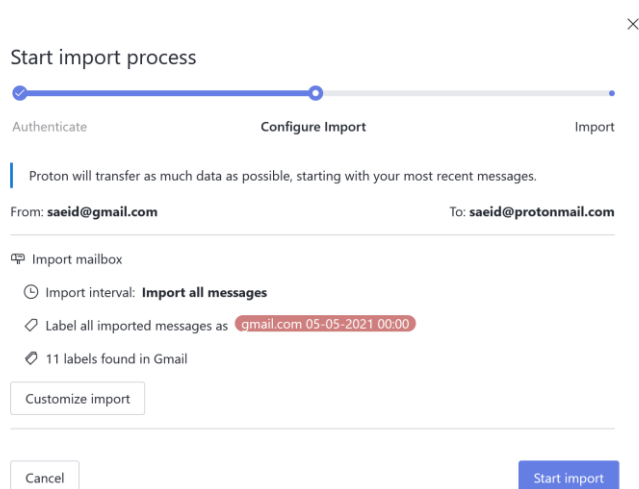 Start import process
Authenticate Configure Import Import
Proton will transfer as much data as possible, starting with your most recent messages.
From: saeid@gmail.com To: saeid@protonmail.com
Import mailbox
Import interval: Import all messages
Label all imported messages as gmail.com 05-05-2021 00:00
11 labels found in Gmail
Customize import
Cancel Start import